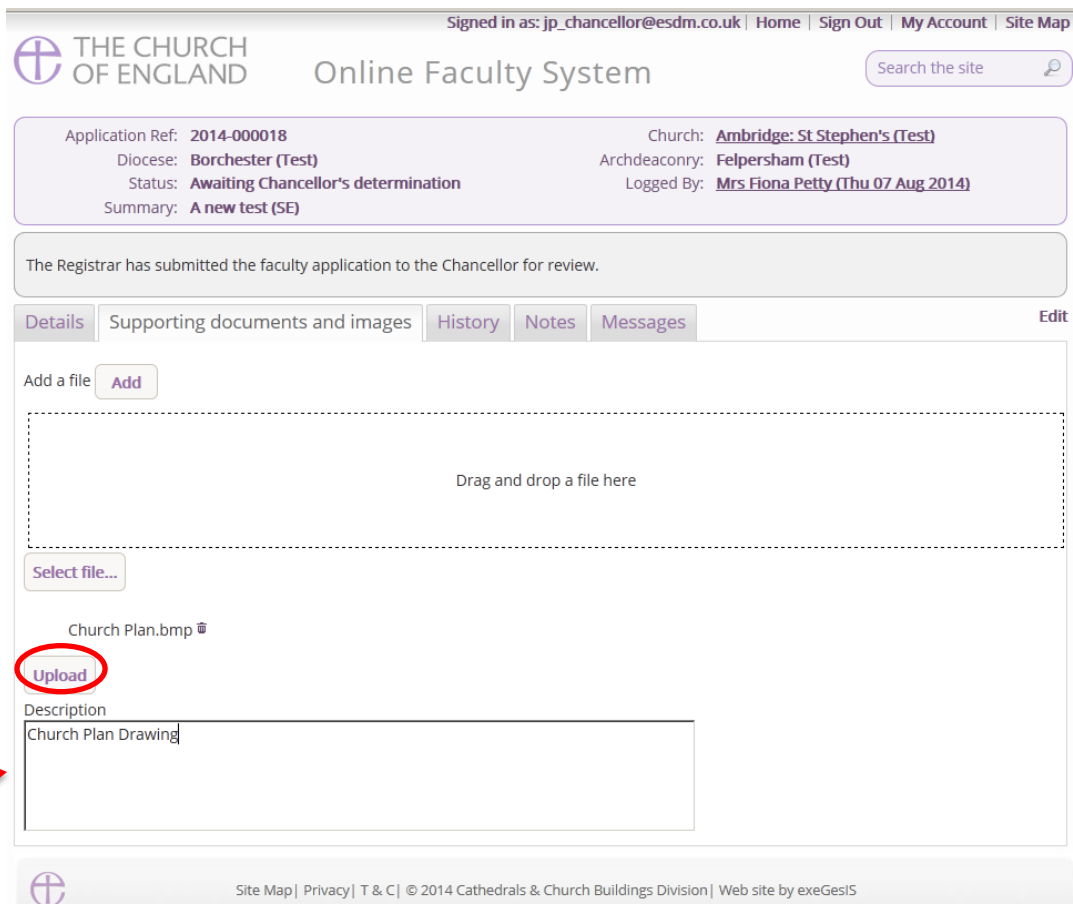 Signed in as: jp_chancellor@esdm.co.uk | Home | Sign Out | My Account | Site Map
THE CHURCH
OF ENGLAND
Online Faculty System
Search the site
Application Ref: 2014-000018 Church: Ambridge: St Stephen's (Test)
Diocese: Borchester (Test) Archdeaconry: Felpersham (Test)
Status: Awaiting Chancellor's determination Logged By: Mrs Fiona Petty (Thu 07 Aug 2014)
Summary: A new test (SE)
The Registrar has submitted the faculty application to the Chancellor for review.
Details Supporting documents and images History Notes Messages Edit
Add a file Add
Drag and drop a file here
Select file...
Church Plan.bmp
Upload
Description
Church Plan Drawing
Site Map| Privacy| T & C| © 2014 Cathedrals & Church Buildings Division| Web site by exeGesIS